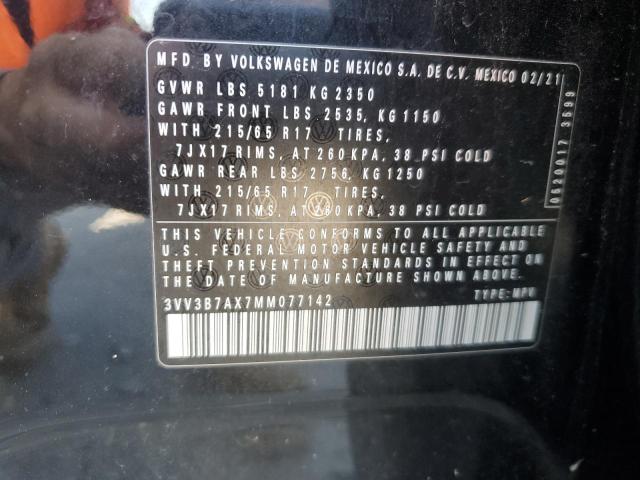 MFD. BY VOLKSWAGEN DE MEXICO S.A. DE C.V. MEXICO 02/21
GVWR LBS 5181 KG 2350
GAWR FRONT LBS 2535, KG 1150
WITH 215/65 R17 TIRES,
7JX17 RIMS, AT 260 KPA, 38 PSI COLD
GAWR REAR LBS 2756, KG 1250
WITH 215/65 R17 TIRES,
7JX17 RIMS, AT 260 KPA, 38 PSI COLD
THIS VEHICLE CONFORMS TO ALL APPLICABLE
U.S. FEDERAL MOTOR VEHICLE SAFETY AND
THEFT PREVENTION STANDARDS IN EFFECT ON
THE DATE OF MANUFACTURE SHOWN ABOVE.
3VV3B7AX7MM077142 TYPE: MPV
0520017 3599